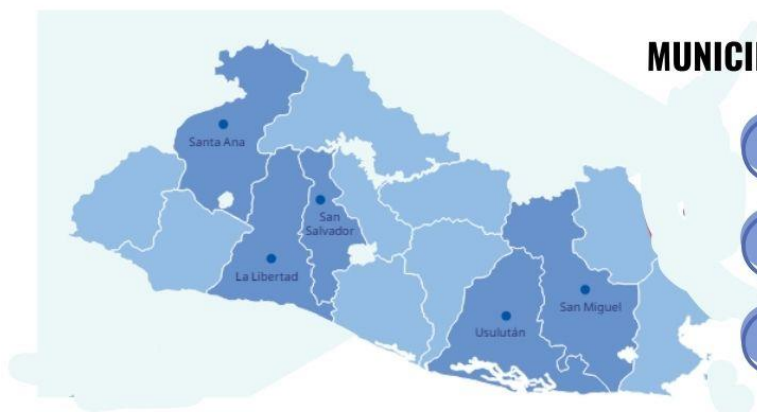 MUNICI
Santa Ana
San
Salvador
La Libertad
San Miguel
Usulután